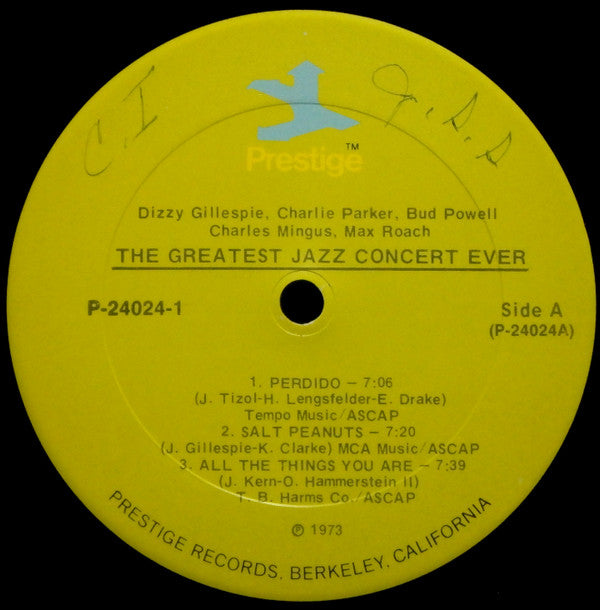 C.I
J.S.S
Prestige™
Dizzy Gillespie, Charlie Parker, Bud Powell
Charles Mingus, Max Roach
THE GREATEST JAZZ CONCERT EVER
P-24024-1
Side A
(P-24024A)
1. PERDIDO – 7:06
(J. Tizol-H. Lengsfelder-E. Drake)
Tempo Music/ASCAP
2. SALT PEANUTS – 7:20
(J. Gillespie-K. Clarke) MCA Music/ASCAP
3. ALL THE THINGS YOU ARE – 7:39
(J. Kern-O. Hammerstein II)
T. B. Harms Co./ASCAP
℗ 1973
PRESTIGE RECORDS, BERKELEY, CALIFORNIA